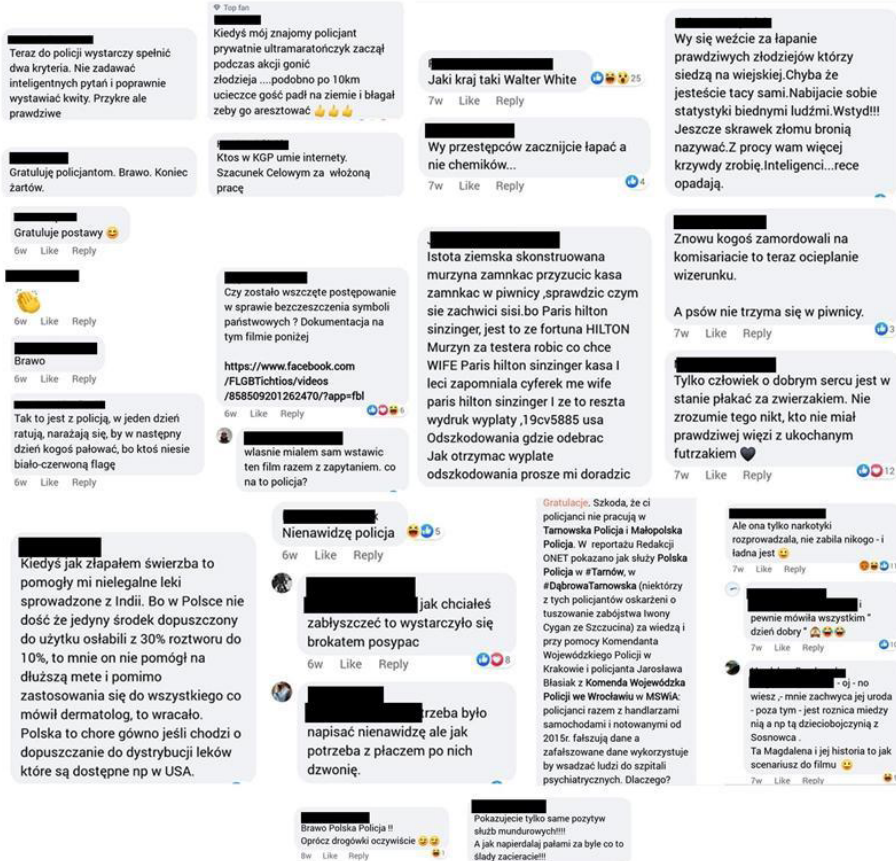 Teraz do policji wystarczy spełnić
dwa kryteria. Nie zadawać
inteligentnych pytań i poprawnie
wystawiać kwity. Przykre ale
prawdziwe
Gratuluję policjantom. Brawo. Koniec
żartów.
Top fan
Kiedyś mój znajomy policjant
prywatnie ultramaratończyk zaczął
podczas akcji gonić
złodzieja ....podobno po 10km
ucieczce gość padł na ziemie i błagał
zeby go aresztować 👍👍👍
Ktos w KGP umie internety.
Szacunek Celowym za włożoną
pracę
Jaki kraj taki Walter White
25
7w Like Reply
Wy przestępców zacznijcie łapać a
nie chemików...
7w Like Reply
4
Wy się weźcie za łapanie
prawdziwych złodziejów którzy
siedzą na wiejskiej.Chyba że
jesteście tacy sami.Nabijacie sobie
statystyki biednymi ludźmi.Wstyd!!!
Jeszcze skrawek złomu bronią
nazywać.Z procy wam więcej
krzywdy zrobię.Inteligenci...rece
opadają.
Gratuluje postawy 😄
6w Like Reply
👏
6w Like Reply
Brawo
6w Like Reply
Tak to jest z policją, w jeden dzień
ratują, narażają się, by w następny
dzień kogoś pałować, bo ktoś niesie
biało-czerwoną flagę
6w Like Reply
Czy zostało wszczęte postępowanie
w sprawie bezczeszczenia symboli
państwowych ? Dokumentacja na
tym filmie poniżej
https://www.facebook.com
/FLGBTichtios/videos
/858509201262470/?app=fbl
6w Like Reply
6
wlasnie mialem sam wstawic
ten film razem z zapytaniem. co
na to policja?
Istota ziemska skonstruowana
murzyna zamnkac przyzucic kasa
zamknac w piwnicy ,sprawdzic czym
sie zachwici sisi.bo Paris hilton
sinzinger, jest to ze fortuna HILTON
Murzyn za testera robic co chce
WIFE Paris hilton sinzinger kasa I
leci zapomniala cyferek me wife
paris hilton sinzinger I ze to reszta
wydruk wyplaty ,19cv5885 usa
Odszkodowania gdzie odebrac
Jak otrzymac wyplate
odszkodowania prosze mi doradzic
Znowu kogoś zamordowali na
komisariacie to teraz ocieplanie
wizerunku.
A psów nie trzyma się w piwnicy.
7w Like Reply
3
Tylko człowiek o dobrym sercu jest w
stanie płakać za zwierzakiem. Nie
zrozumie tego nikt, kto nie miał
prawdziwej więzi z ukochanym
futrzakiem 🖤
7w Like Reply
12
Kiedyś jak złapałem świerzba to
pomogły mi nielegalne leki
sprowadzone z Indii. Bo w Polsce nie
dość że jedyny środek dopuszczony
do użytku osłabili z 30% roztworu do
10%, to mnie on nie pomógł na
dłuższą mete i pomimo
zastosowania się do wszystkiego co
mówił dermatolog, to wracało.
Polska to chore gówno jeśli chodzi o
dopuszczanie do dystrybucji leków
które są dostępne np w USA.
Nienawidzę policja
5
6w Like Reply
jak chciałeś
zabłyszczeć to wystarczyło się
brokatem posypac
6w Like Reply
8
trzeba było
napisać nienawidzę ale jak
potrzeba z płaczem po nich
dzwonię.
Gratulacje. Szkoda, że ci
policjanci nie pracują w
Tarnowska Policja i Małopolska
Policja. W reportażu Redakcji
ONET pokazano jak służy Polska
Policja w #Tarnów, w
#DąbrowaTarnowska (niektórzy
z tych policjantów oskarżeni o
tuszowanie zabójstwa Iwony
Cygan ze Szczucina) za wiedzą i
przy pomocy Komendanta
Wojewódzkiego Policji w
Krakowie i policjanta Jarosława
Błasiak z Komenda Wojewódzka
Policji we Wrocławiu w MSWiA:
policjanci razem z handlarzami
samochodami i notowanymi od
2015r. fałszują dane a
zafałszowane dane wykorzystuje
by wsadzać ludzi do szpitali
psychiatrycznych. Dlaczego?
Ale ona tylko narkotyki
rozprowadzala, nie zabila nikogo - i
ładna jest 😉
7w Like Reply
pewnie mówiła wszystkim "
dzień dobry " 🙈😂😂
7w Like Reply
- oj - no
wiesz ,- mnie zachwyca jej uroda
- poza tym - jest roznica miedzy
nią a np tą dzieciobojczynią z
Sosnowca .
Ta Magdalena i jej historia to jak
scenariusz do filmu 🙂
7w Like Reply
Brawo Polska Policja !!
Oprócz drogówki oczywiście 😅😅
8w Like Reply
1
Pokazujecie tylko same pozytyw
służb mundurowych!!!!
A jak napierdalaj pałami za byle co to
ślady zacieracie!!!